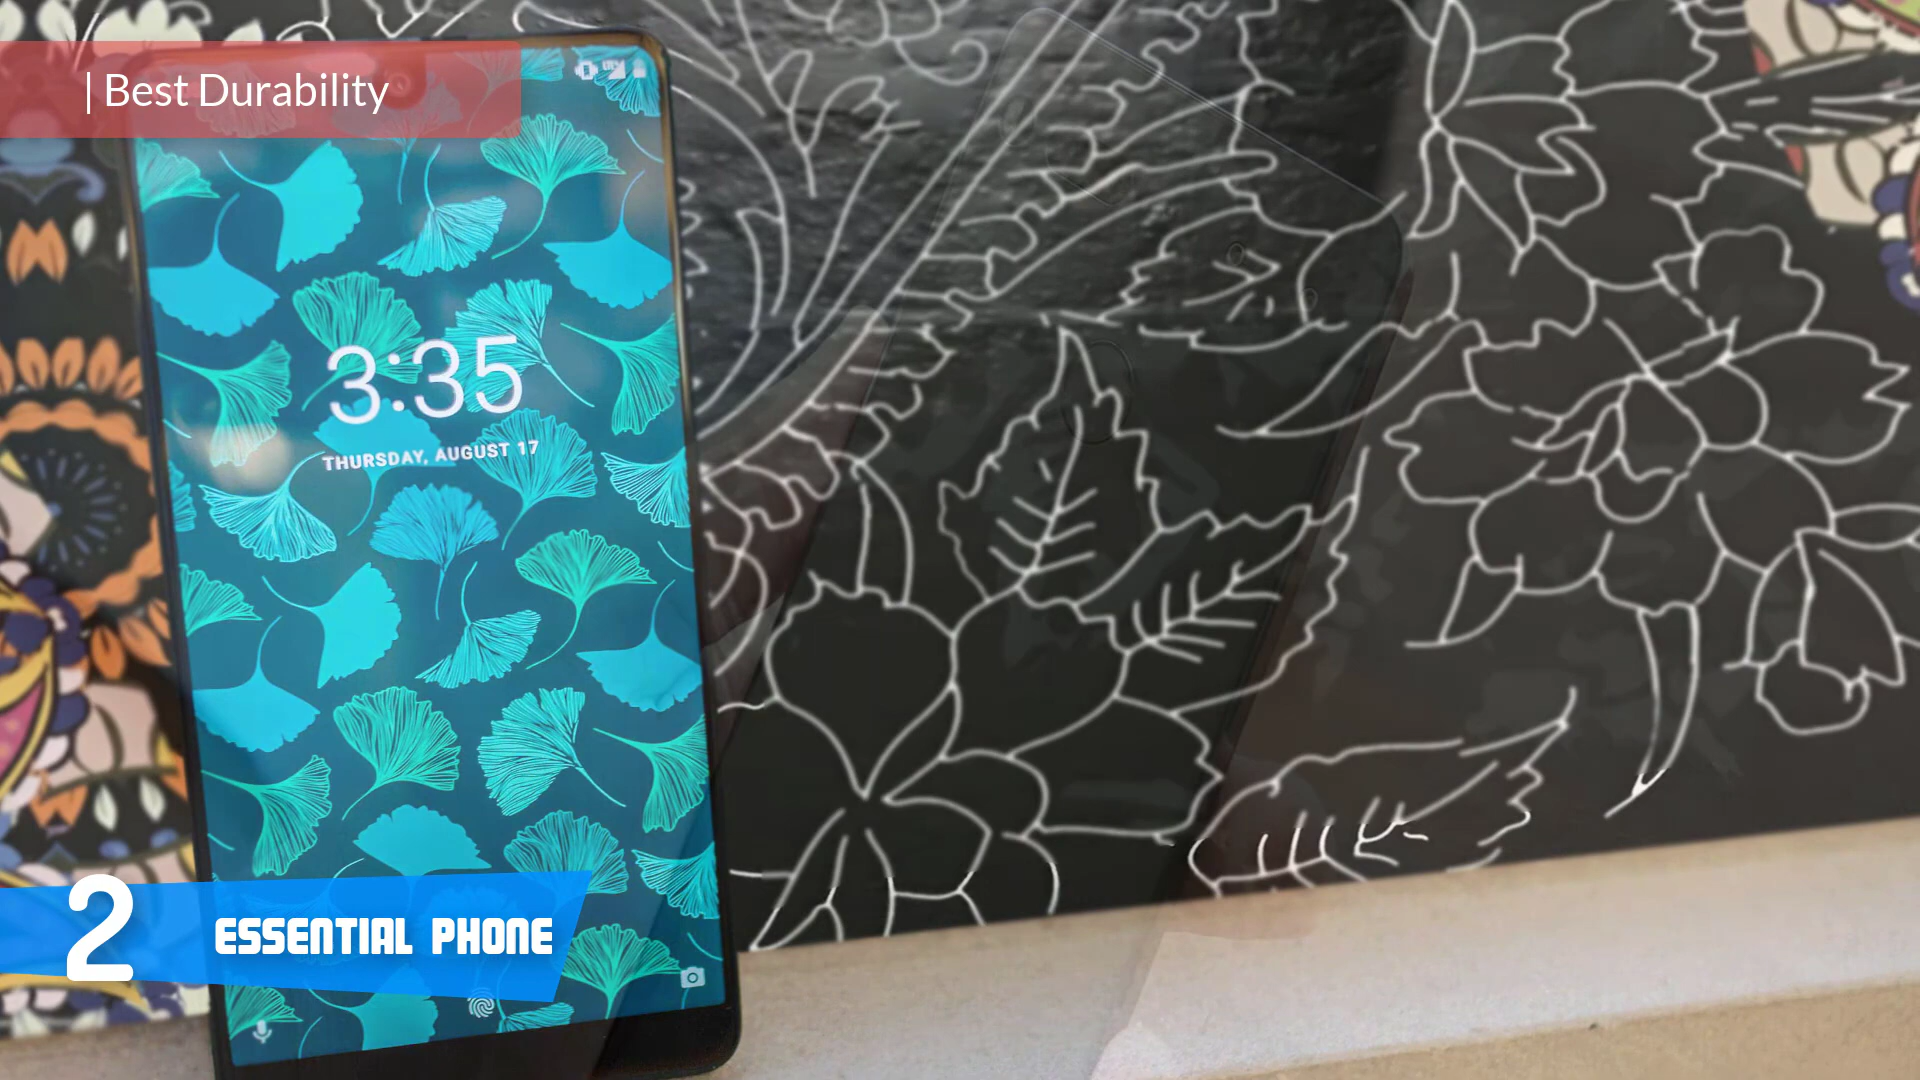 | Best Durability
3:35
THURSDAY, AUGUST 17
2
ESSENTIAL PHONE